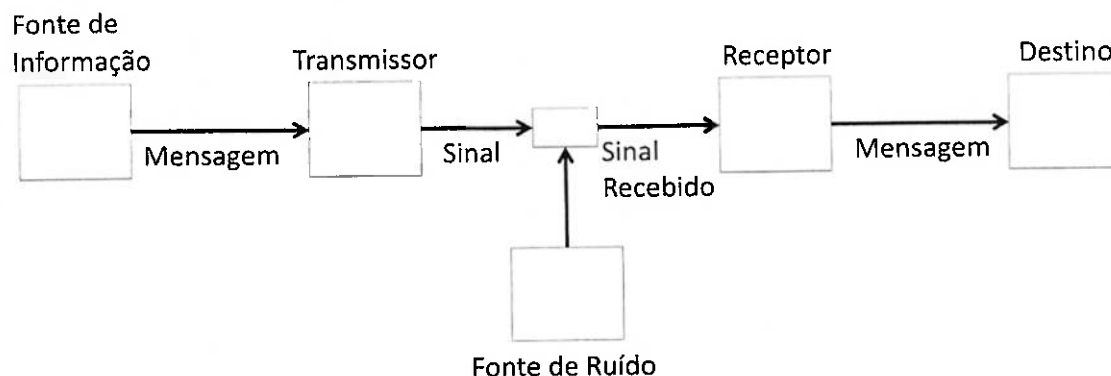 Fonte de
Informação
Transmissor
Receptor
Destino
Mensagem
Sinal
Sinal
Recebido
Mensagem
Fonte de Ruído